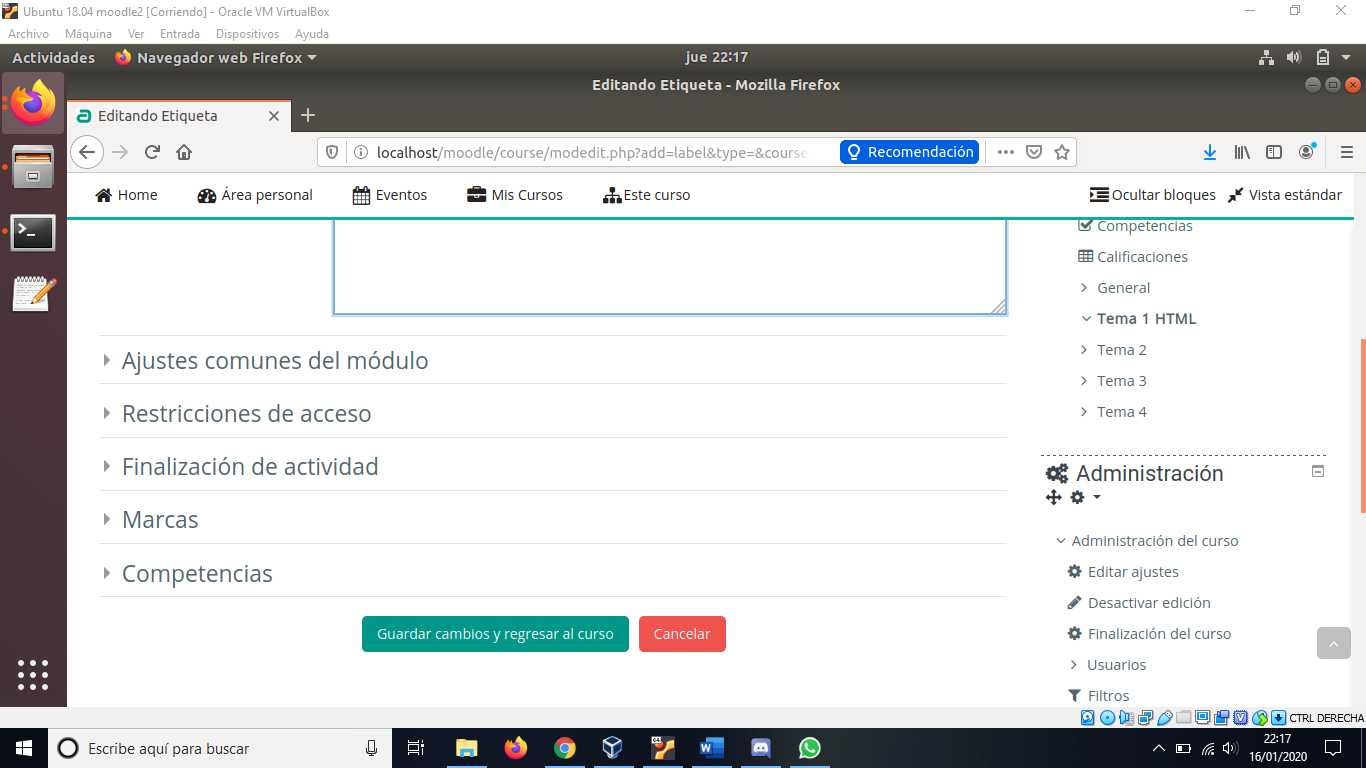 Ubuntu 18.04 moodle2 [Corriendo] - Oracle VM VirtualBox
Archivo Máquina Ver Entrada Dispositivos Ayuda
Actividades Navegador web Firefox jue 22:17
Editando Etiqueta - Mozilla Firefox
Editando Etiqueta
localhost/moodle/course/modedit.php?add=label&type=&course Recomendación
Home Área personal Eventos Mis Cursos Este curso Ocultar bloques Vista estándar
Competencias
Calificaciones
General
Tema 1 HTML
Tema 2
Tema 3
Tema 4
Ajustes comunes del módulo
Restricciones de acceso
Finalización de actividad
Marcas
Competencias
Guardar cambios y regresar al curso Cancelar
Administración
Administración del curso
Editar ajustes
Desactivar edición
Finalización del curso
Usuarios
Filtros
CTRL DERECHA
Escribe aquí para buscar
22:17
16/01/2020